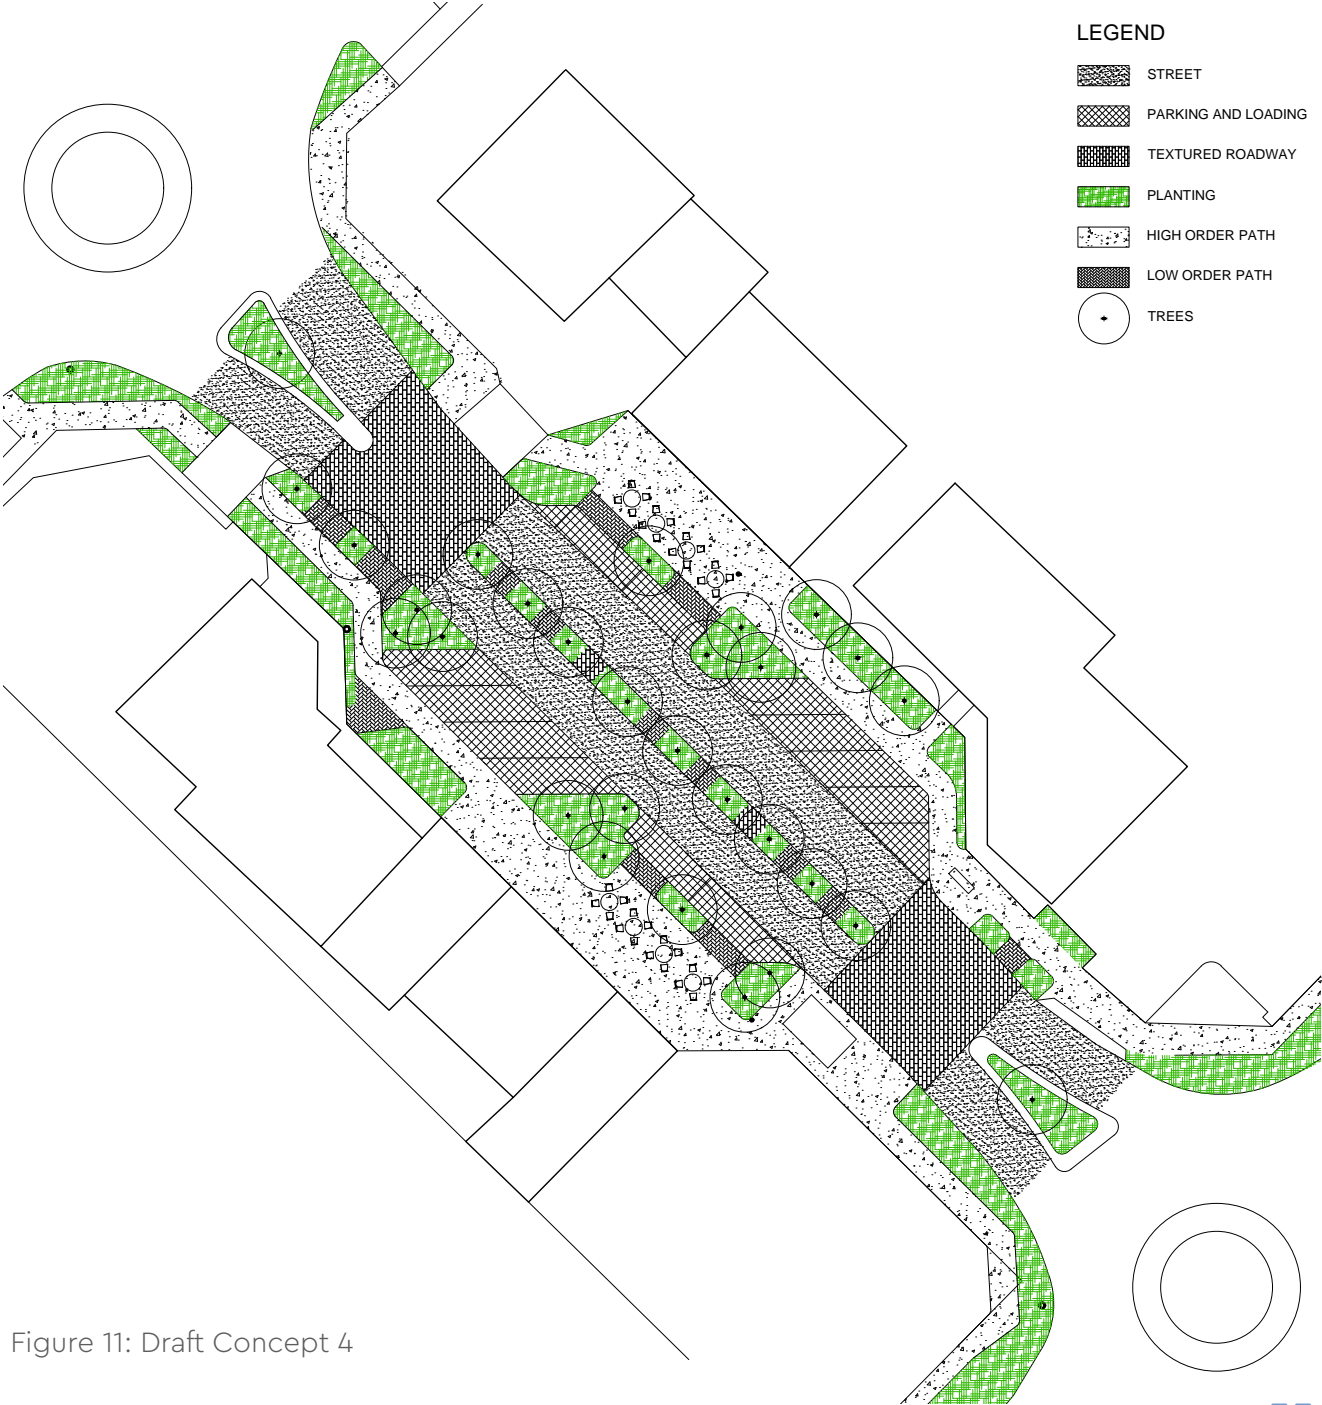 LEGEND
STREET
PARKING AND LOADING
TEXTURED ROADWAY
PLANTING
HIGH ORDER PATH
LOW ORDER PATH
TREES
Figure 11: Draft Concept 4